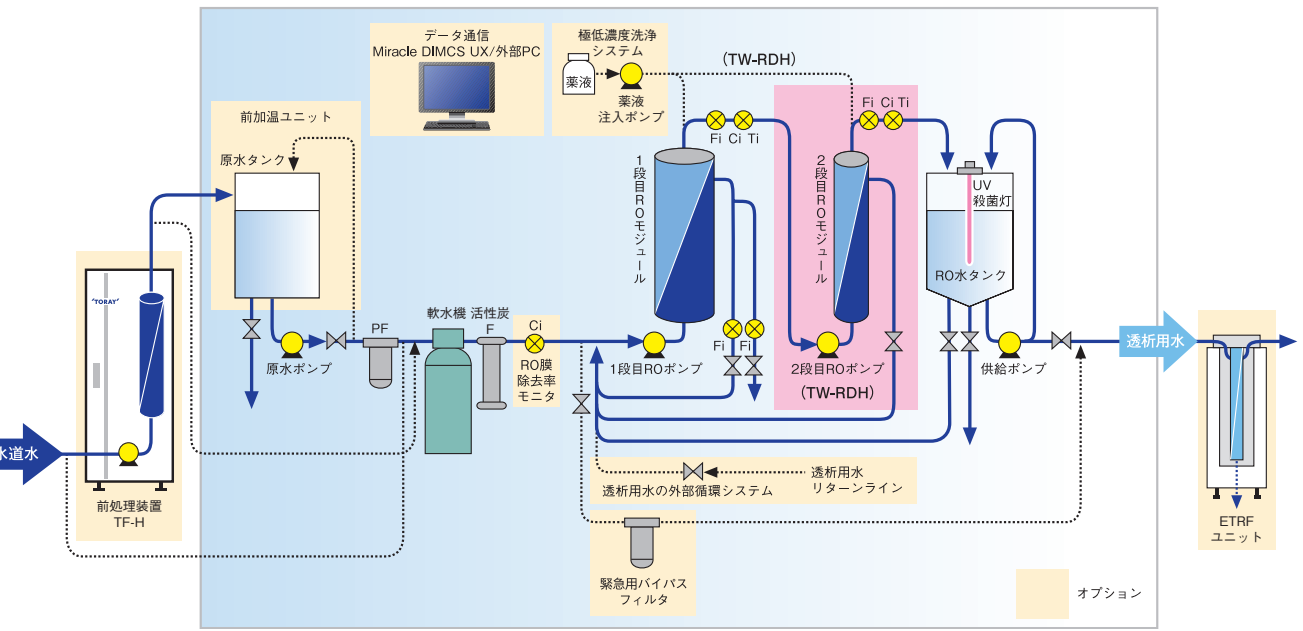 データ通信
Miracle DIMCS UX/外部PC
極低濃度洗浄
システム
薬液
薬液
注入ポンプ
(TW-RDH)
前加温ユニット
原水タンク
Fi Ci Ti
Fi Ci Ti
1段目ROモジュール
2段目ROモジュール
UV
殺菌灯
RO水タンク
'TORAY'
PF
軟水機
活性炭
F
Ci
RO膜
除去率
モニタ
Fi
Fi
原水ポンプ
1段目ROポンプ
2段目ROポンプ
(TW-RDH)
供給ポンプ
透析用水
水道水
前処理装置
TF-H
透析用水の外部循環システム
透析用水
リターンライン
緊急用バイパス
フィルタ
ETRF
ユニット
オプション